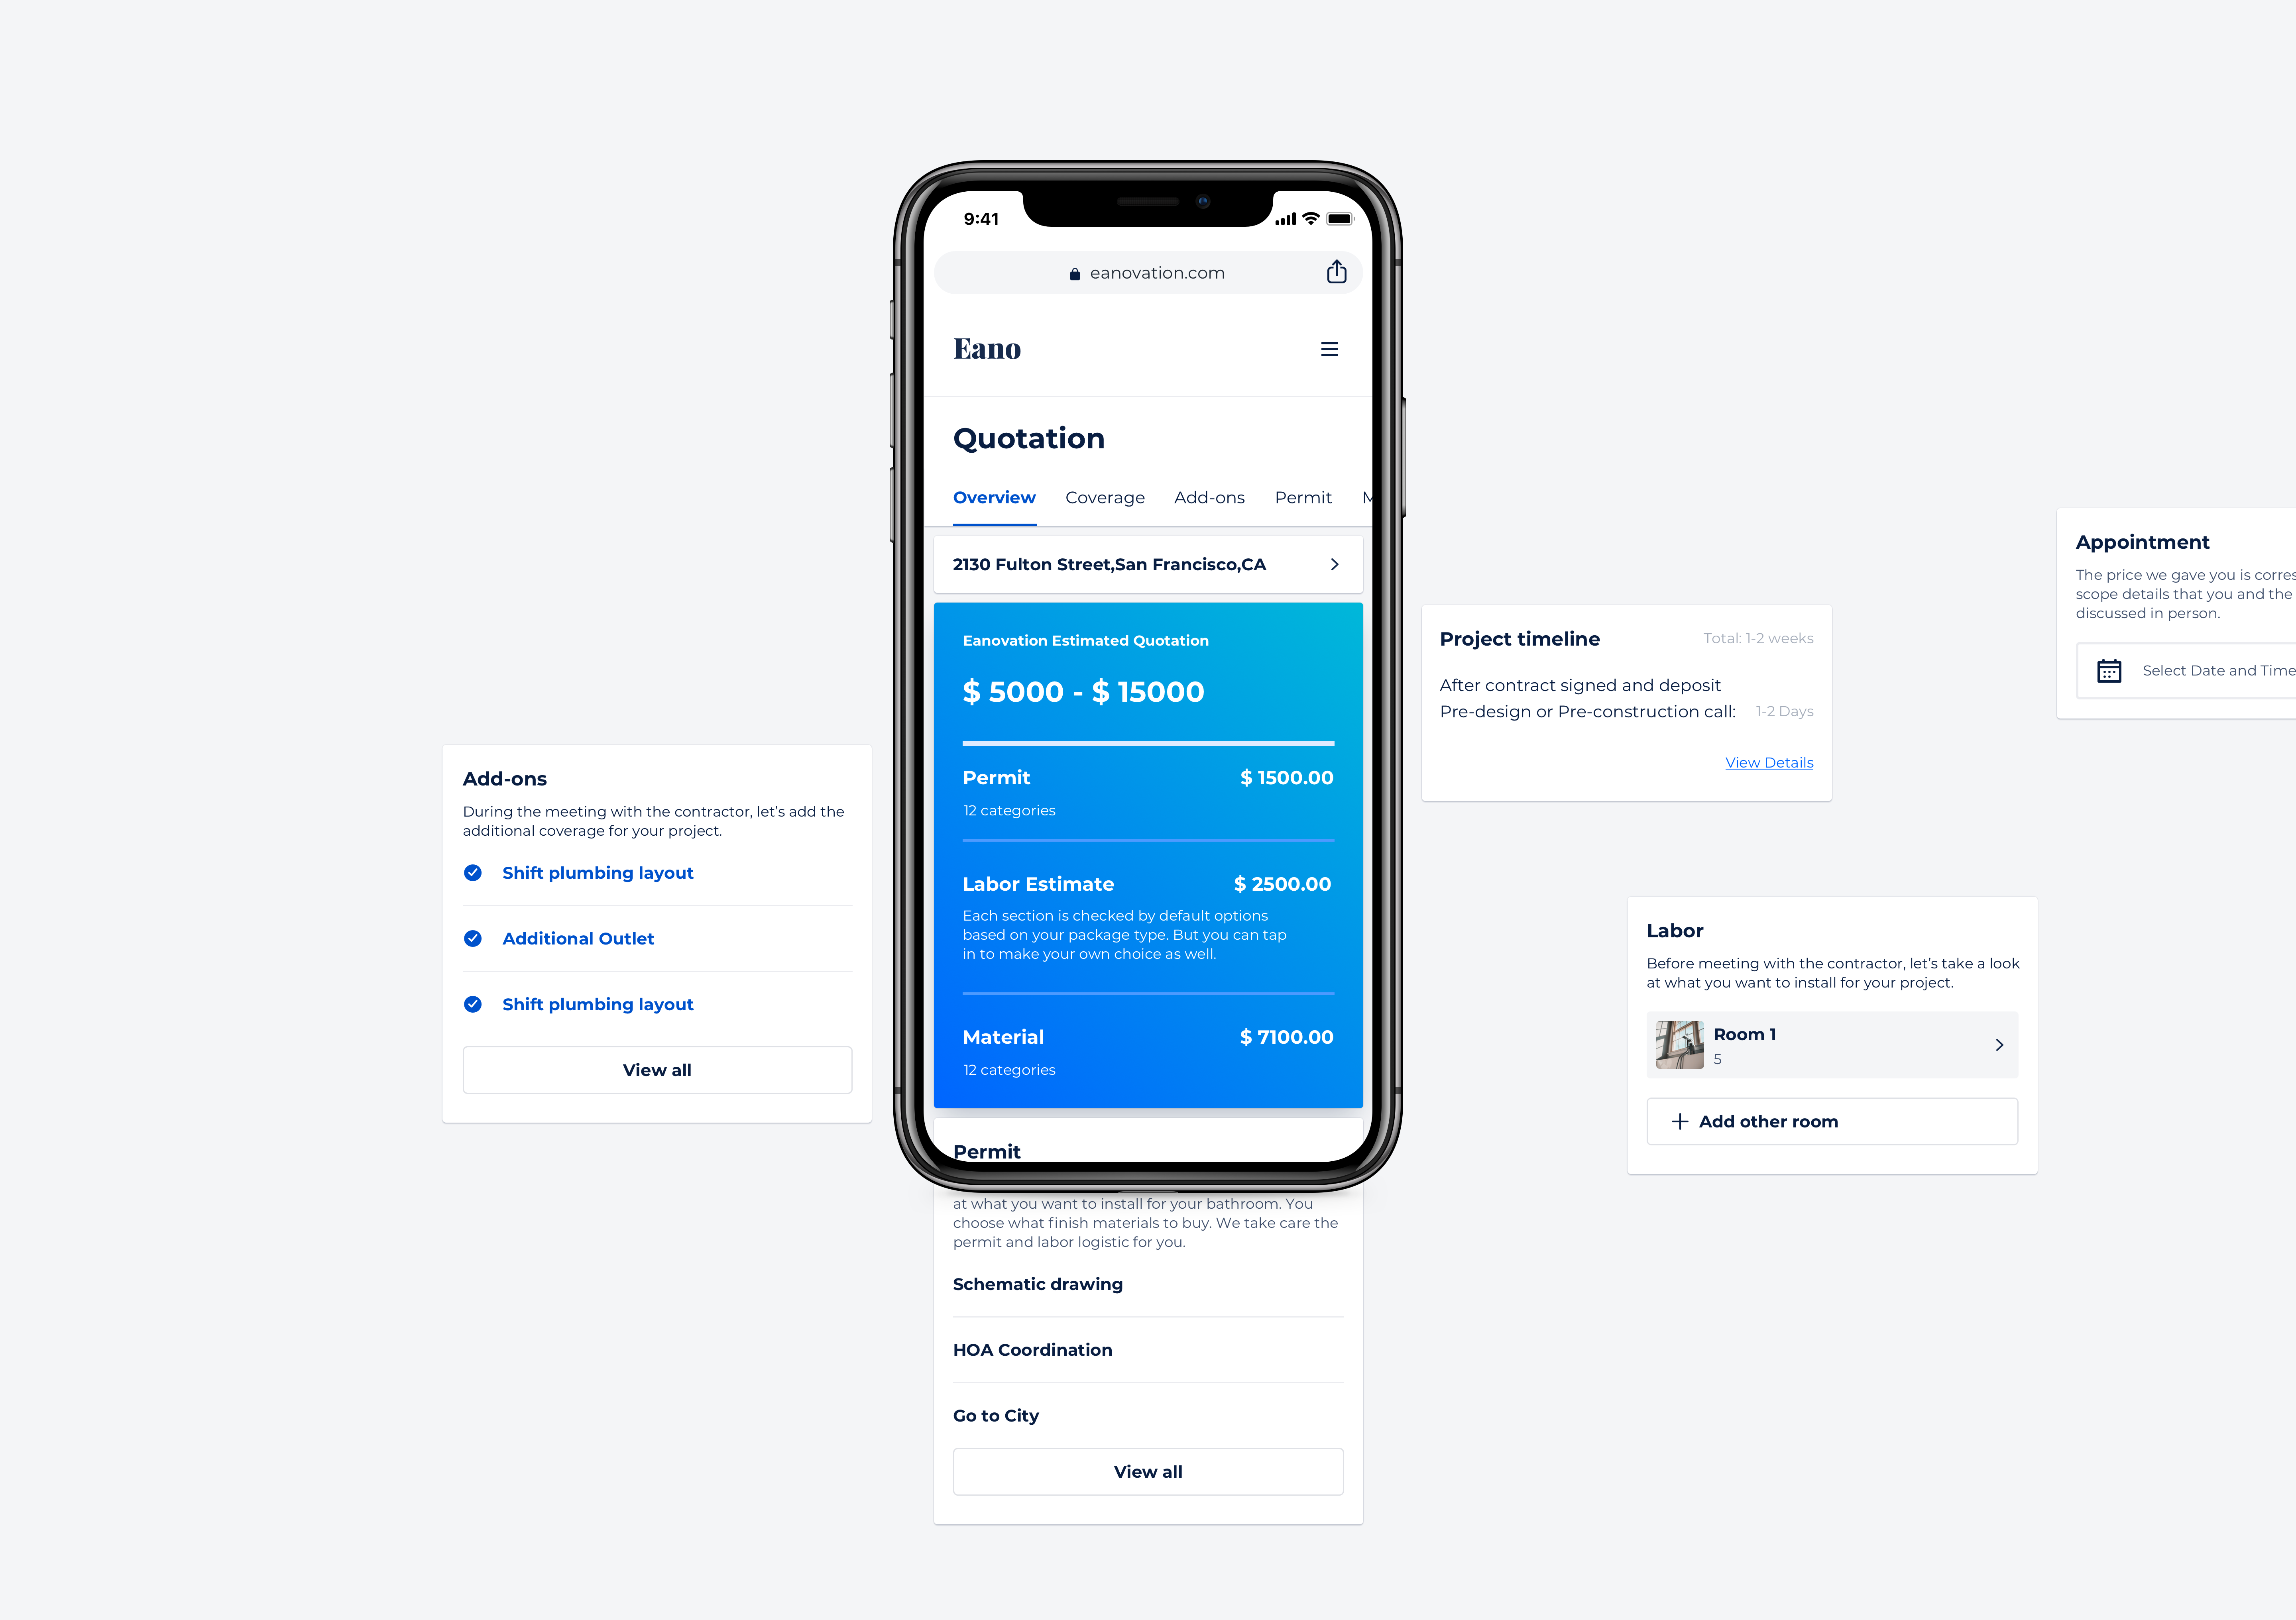 9:41
eanovation.com
Eano
Quotation
Overview Coverage Add-ons Permit M
2130 Fulton Street,San Francisco,CA
Eanovation Estimated Quotation
$ 5000 - $ 15000
Permit $ 1500.00
12 categories
Labor Estimate $ 2500.00
Each section is checked by default options
based on your package type. But you can tap
in to make your own choice as well.
Material $ 7100.00
12 categories
Permit
at what you want to install for your bathroom. You
choose what finish materials to buy. We take care the
permit and labor logistic for you.
Schematic drawing
HOA Coordination
Go to City
View all
Add-ons
During the meeting with the contractor, let's add the
additional coverage for your project.
Shift plumbing layout
Additional Outlet
Shift plumbing layout
View all
Project timeline Total: 1-2 weeks
After contract signed and deposit
Pre-design or Pre-construction call: 1-2 Days
View Details
Labor
Before meeting with the contractor, let's take a look
at what you want to install for your project.
Room 1
5
Add other room
Appointment
The price we gave you is corres
scope details that you and the
discussed in person.
Select Date and Time